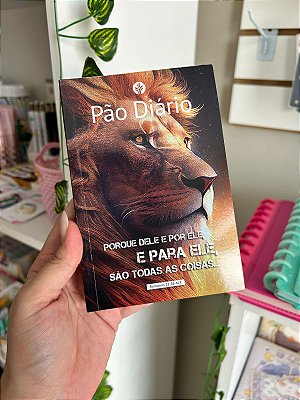 Pão Diário
PORQUE DELE E POR ELE,
E PARA ELE,
SÃO TODAS AS COISAS...